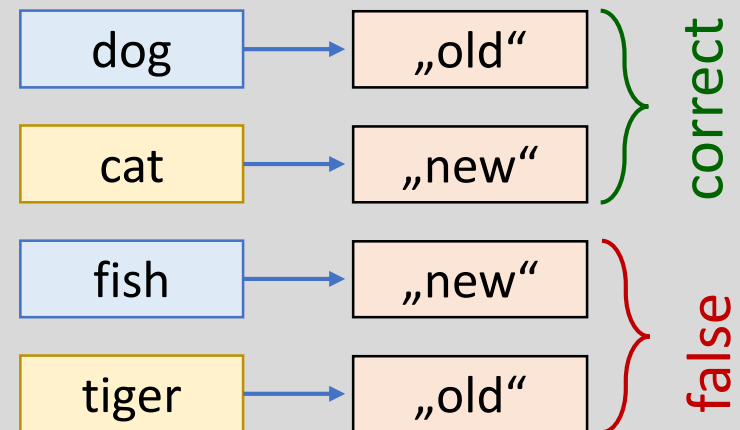 dog „old“
cat „new“
correct
fish „new“
tiger „old“
false